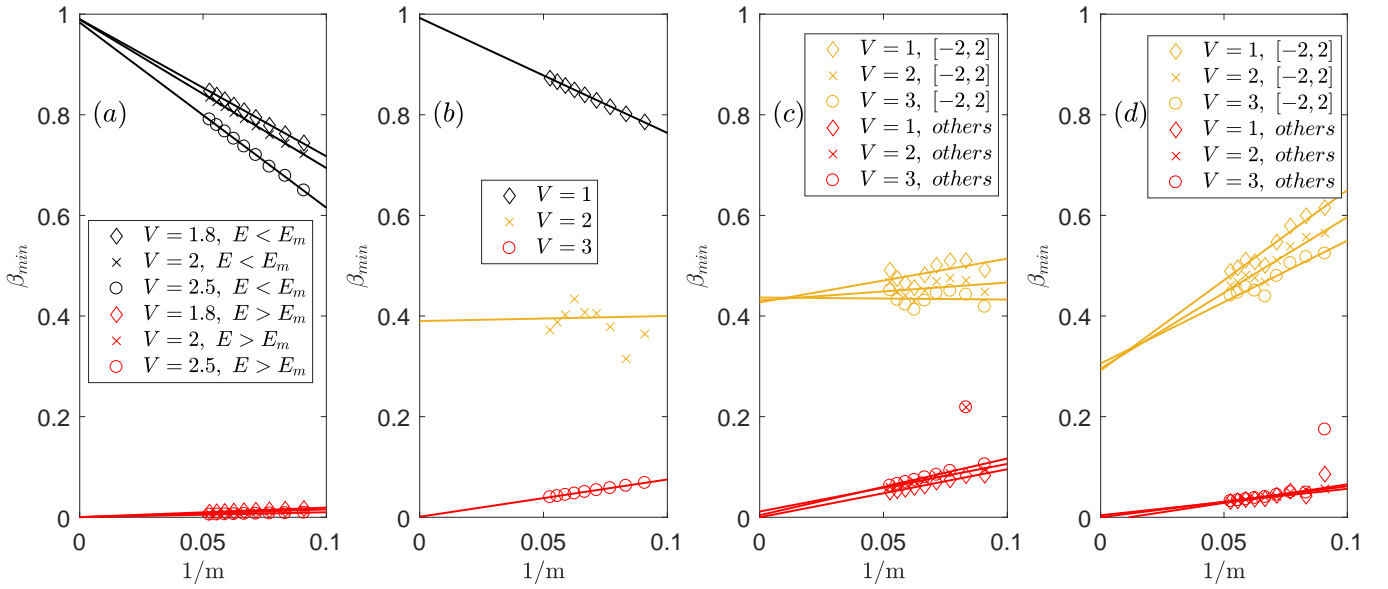 1
0.8
0.6
0.4
0.2
0
β_min
(a)
V = 1.8, E < E_m
V = 2, E < E_m
V = 2.5, E < E_m
V = 1.8, E > E_m
V = 2, E > E_m
V = 2.5, E > E_m
0 0.05 0.1
1/m
1
0.8
0.6
0.4
0.2
0
β_min
(b)
V = 1
V = 2
V = 3
0 0.05 0.1
1/m
1
0.8
0.6
0.4
0.2
0
β_min
(c)
V = 1, [−2, 2]
V = 2, [−2, 2]
V = 3, [−2, 2]
V = 1, others
V = 2, others
V = 3, others
0 0.05 0.1
1/m
1
0.8
0.6
0.4
0.2
0
β_min
(d)
V = 1, [−2, 2]
V = 2, [−2, 2]
V = 3, [−2, 2]
V = 1, others
V = 2, others
V = 3, others
0 0.05 0.1
1/m